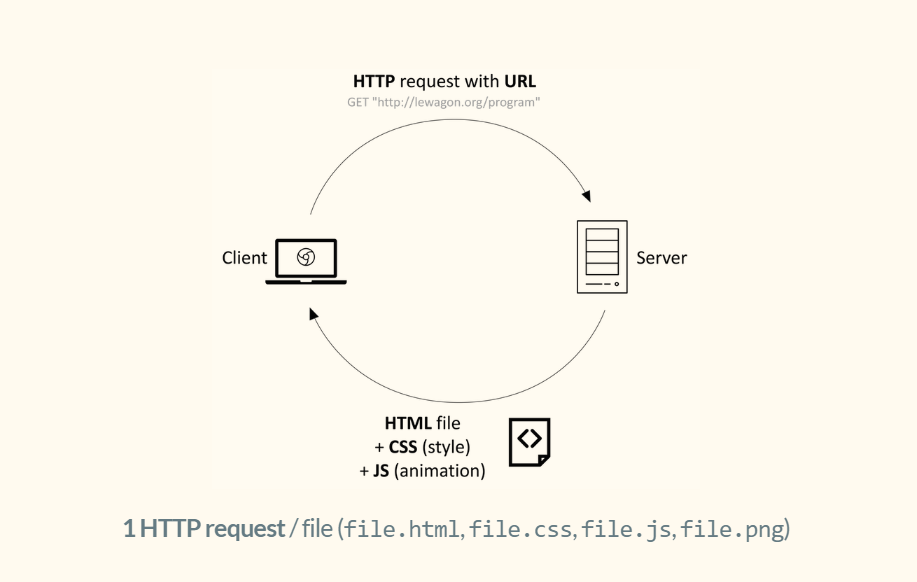 HTTP request with URL
GET "http://lewagon.org/program"
Client
Server
HTML file
+ CSS (style)
+ JS (animation)
1 HTTP request / file (file.html, file.css, file.js, file.png)